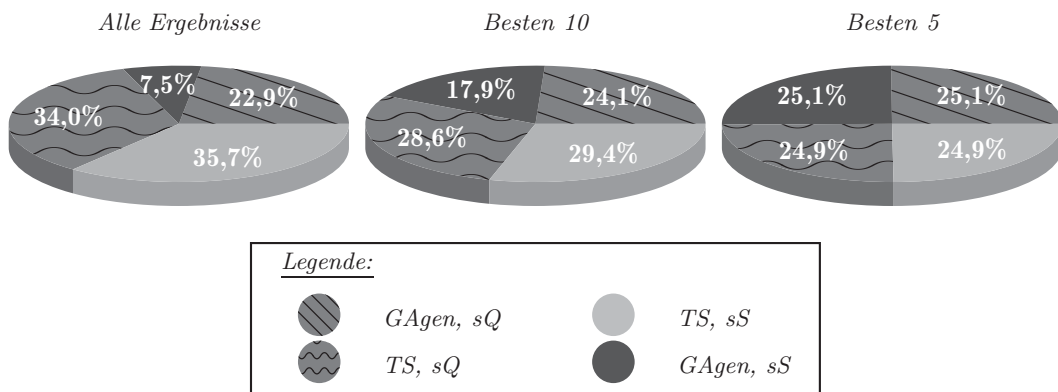 Alle Ergebnisse Besten 10 Besten 5
7,5% 22,9% 34,0% 35,7%
17,9% 24,1% 28,6% 29,4%
25,1% 25,1% 24,9% 24,9%
Legende:
GAgen, sQ TS, sS
TS, sQ GAgen, sS